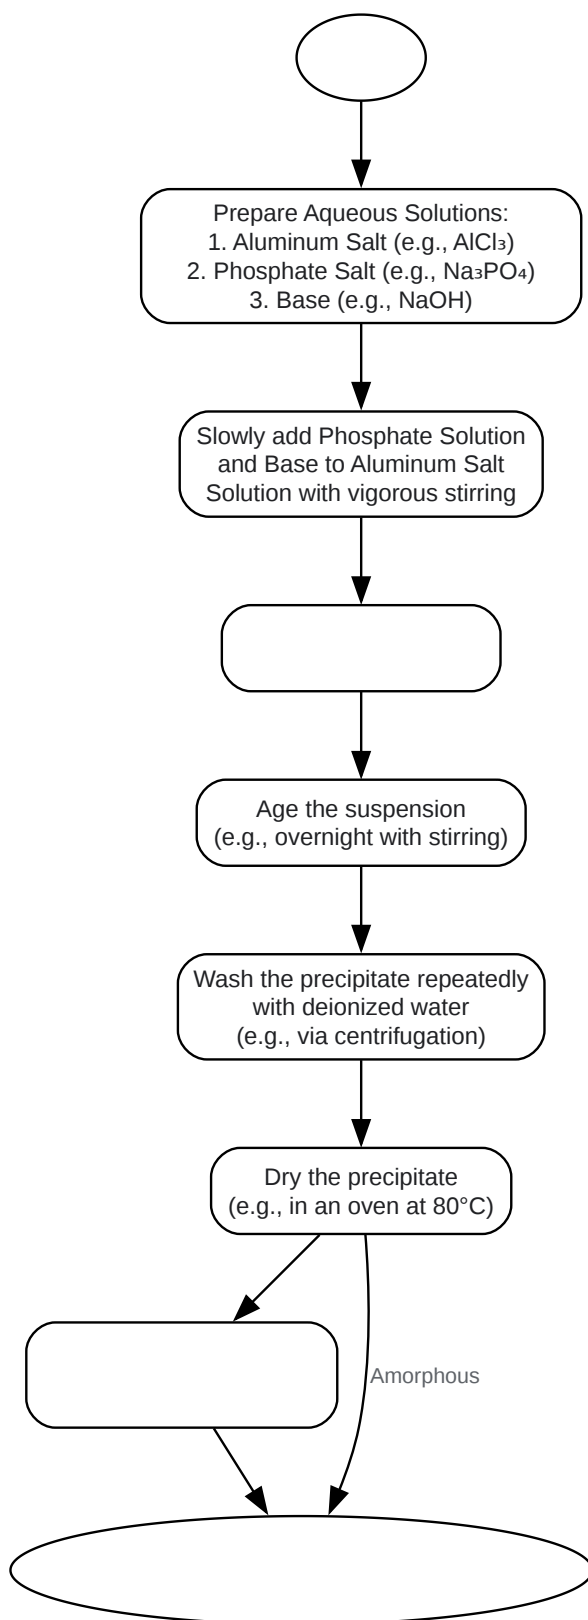 Prepare Aqueous Solutions:
1. Aluminum Salt (e.g., AlCl₃)
2. Phosphate Salt (e.g., Na₃PO₄)
3. Base (e.g., NaOH)
Slowly add Phosphate Solution
and Base to Aluminum Salt
Solution with vigorous stirring
Age the suspension
(e.g., overnight with stirring)
Wash the precipitate repeatedly
with deionized water
(e.g., via centrifugation)
Dry the precipitate
(e.g., in an oven at 80°C)
Amorphous